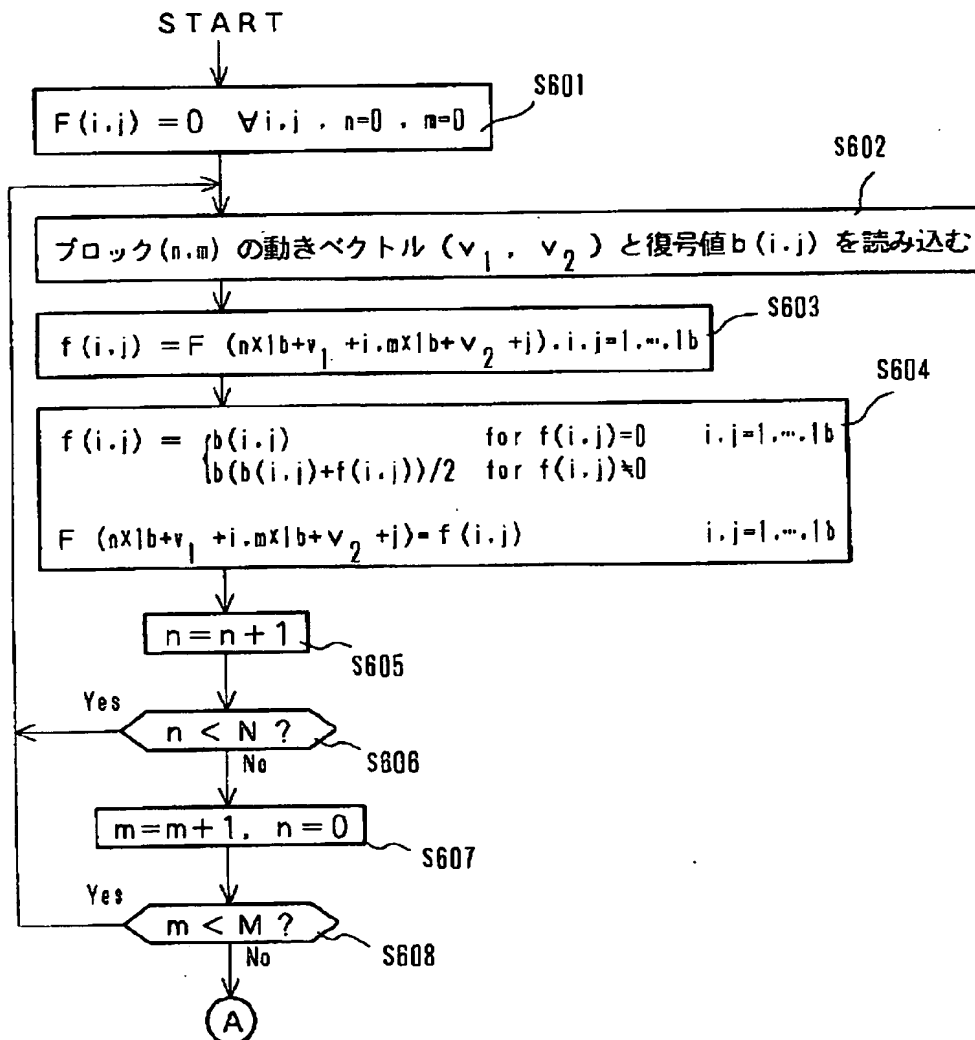 START
S601
F(i.j) = 0 ∀i.j . n=0 . m=0
S602
ブロック(n.m) の動きベクトル (v1 , v2) と復号値b(i.j) を読み込む
S603
f(i.j) = F (n×lb+v1 +i.m×lb+v2 +j).i.j=1.….lb
S604
f(i.j) = {b(i.j) for f(i.j)=0 i.j=1.….lb
{b(b(i.j)+f(i.j))/2 for f(i.j)≒0
F (n×lb+v1 +i.m×lb+v2 +j)= f(i.j) i.j=1.….lb
n=n+1
S605
Yes
n < N ?
S606
No
m=m+1. n=0
S607
Yes
m < M ?
S608
No
A